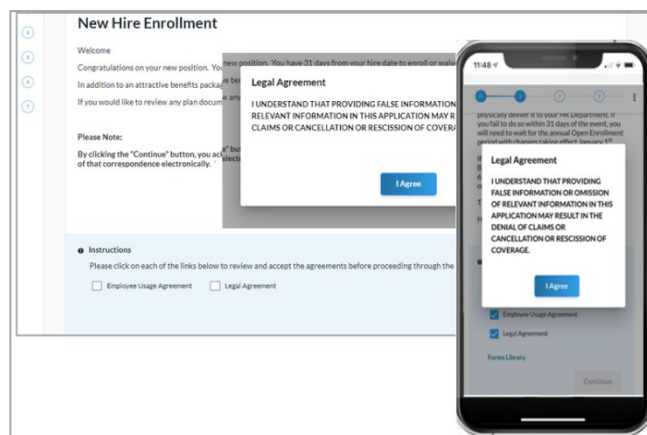 New Hire Enrollment
Welcome
Congratulations on your new position. You
new position. You have 31 days from your hire date to enroll or waive
In addition to an attractive benefits package
If you would like to review any plan docum
Please Note:
By clicking the "Continue" button, you ac
of that correspondence electronically.
Legal Agreement
I UNDERSTAND THAT PROVIDING FALSE INFORMATION
RELEVANT INFORMATION IN THIS APPLICATION MAY R
CLAIMS OR CANCELLATION OR RESCISSION OF COVERA
I Agree
Instructions
Please click on each of the links below to review and accept the agreements before proceeding through the
Employee Usage Agreement
Legal Agreement
11:48
physically deliver it to your HR Department. If
you fail to do so within 31 days of the event, you
will need to wait for the annual Open Enrollment
period with changes taking effect January 1st
Legal Agreement
I UNDERSTAND THAT PROVIDING
FALSE INFORMATION OR OMISSION
OF RELEVANT INFORMATION IN THIS
APPLICATION MAY RESULT IN THE
DENIAL OF CLAIMS OR
CANCELLATION OR RESCISSION OF
COVERAGE.
I Agree
Employee Usage Agreement
Legal Agreement
Forms Library
Continue